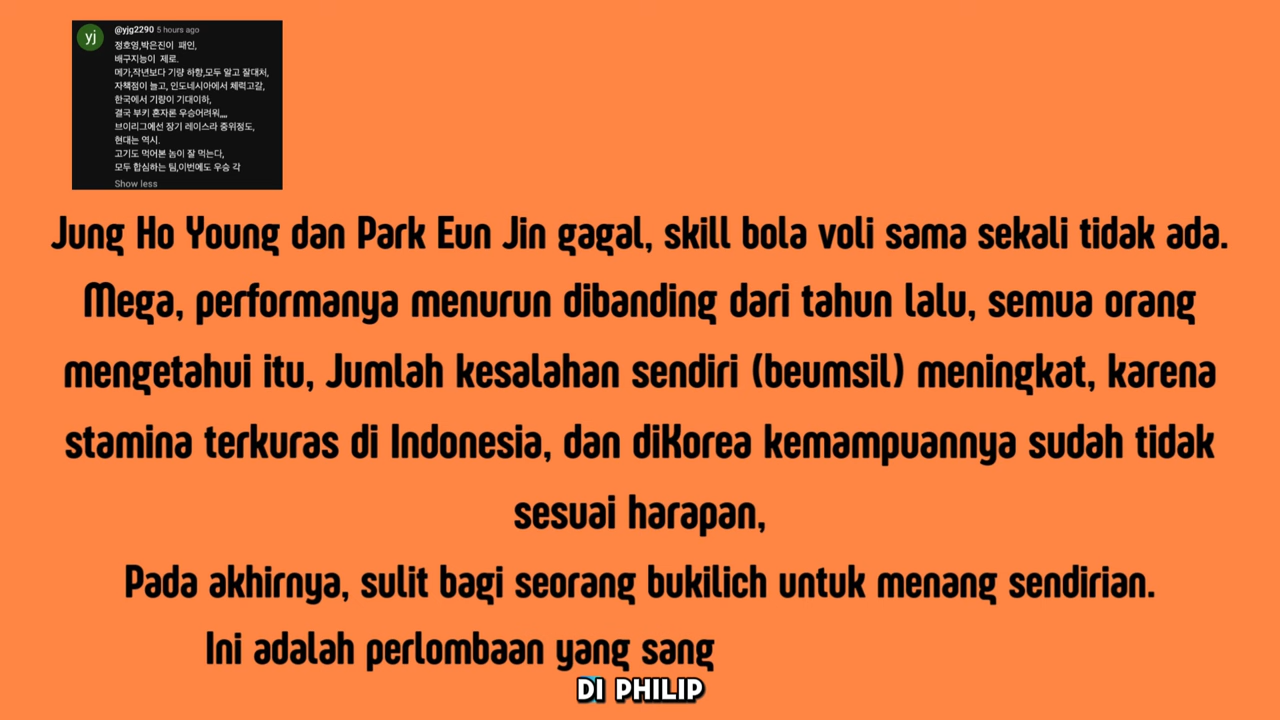 yj
@yjg2290 5 hours ago
정호영,박은진이 패인,
배구지능이 제로.
메가,작년보다 기량 하향,모두 알고 잘대처,
자책점이 늘고, 인도네시아에서 체력고갈,
한국에서 기량이 기대이하,
결국 부키 혼자론 우승어려워,,,,
브이리그에선 장기 레이스라 중위정도,
현대는 역시.
고기도 먹어본 놈이 잘 먹는다,
모두 합심하는 팀,이번에도 우승 각
Show less
Jung Ho Young dan Park Eun Jin gagal, skill bola voli sama sekali tidak ada.
Mega, performanya menurun dibanding dari tahun lalu, semua orang
mengetahui itu, Jumlah kesalahan sendiri (beumsil) meningkat, karena
stamina terkuras di Indonesia, dan diKorea kemampuannya sudah tidak
sesuai harapan,
Pada akhirnya, sulit bagi seorang bukilich untuk menang sendirian.
Ini adalah perlombaan yang sang
DI PHILIP